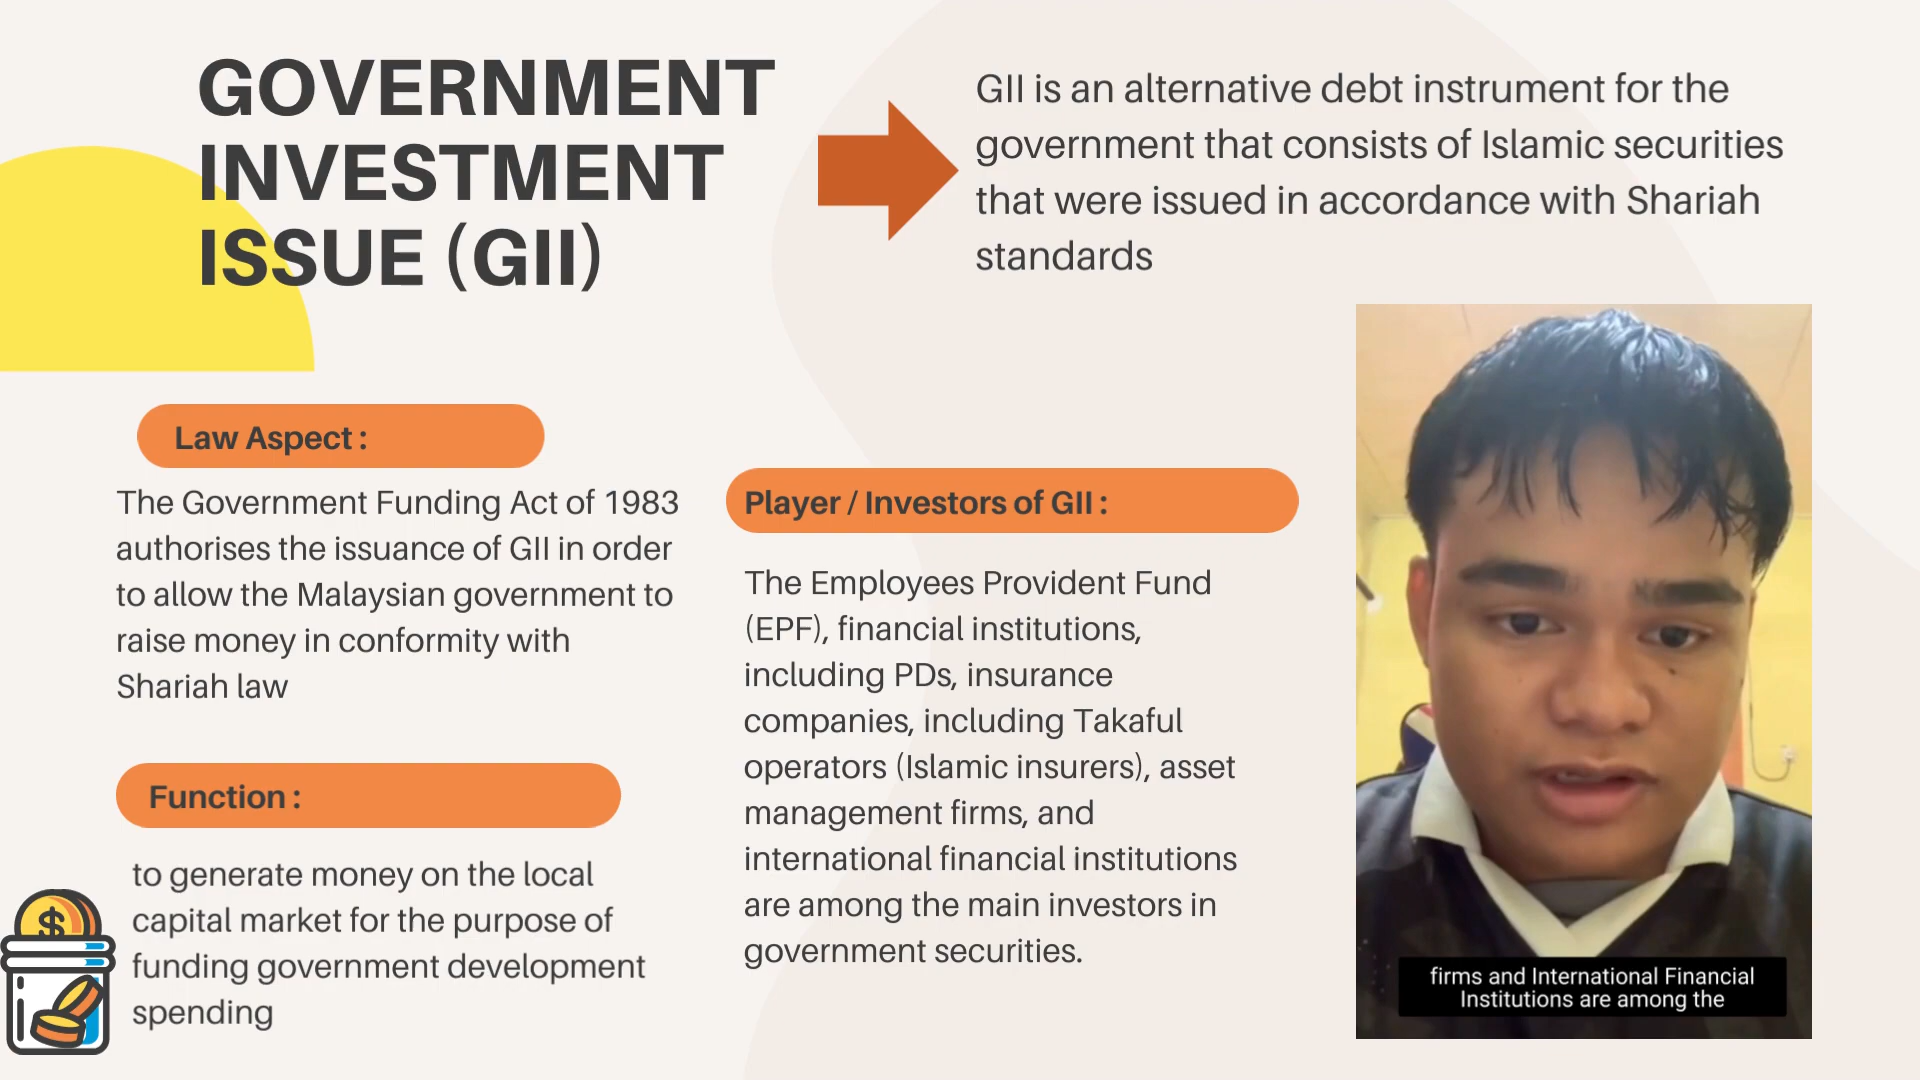 GOVERNMENT
INVESTMENT
ISSUE (GII)
GII is an alternative debt instrument for the
government that consists of Islamic securities
that were issued in accordance with Shariah
standards
Law Aspect :
The Government Funding Act of 1983
authorises the issuance of GII in order
to allow the Malaysian government to
raise money in conformity with
Shariah law
Function :
to generate money on the local
capital market for the purpose of
funding government development
spending
Player / Investors of GII :
The Employees Provident Fund
(EPF), financial institutions,
including PDs, insurance
companies, including Takaful
operators (Islamic insurers), asset
management firms, and
international financial institutions
are among the main investors in
government securities.
firms and International Financial
Institutions are among the